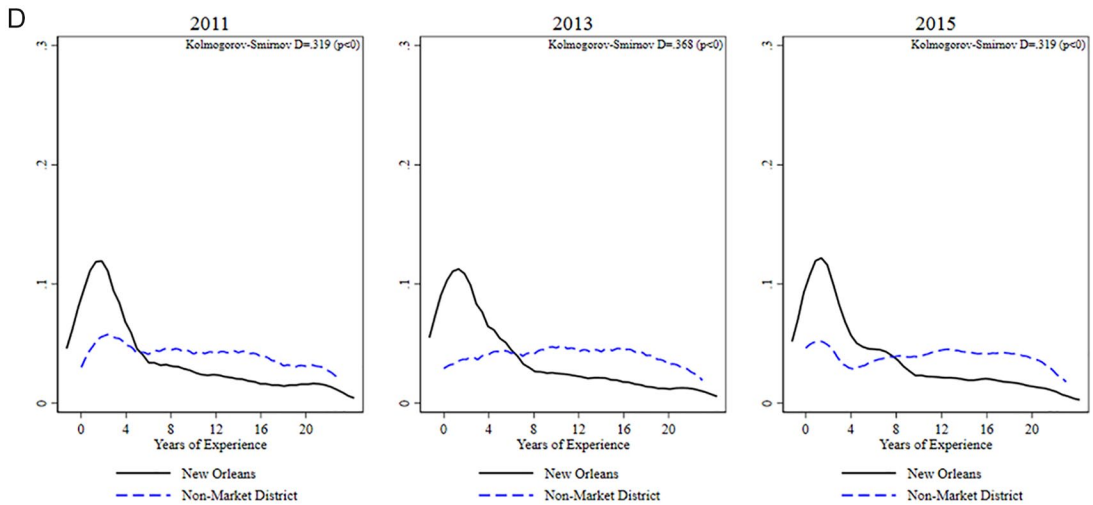 D
2011
Kolmogorov-Smirnov D=.319 (p<0)
.3
.2
.1
0
0 4 8 12 16 20
Years of Experience
New Orleans
Non-Market District
2013
Kolmogorov-Smirnov D=.368 (p<0)
.3
.2
.1
0
0 4 8 12 16 20
Years of Experience
New Orleans
Non-Market District
2015
Kolmogorov-Smirnov D=.319 (p<0)
.3
.2
.1
0
0 4 8 12 16 20
Years of Experience
New Orleans
Non-Market District